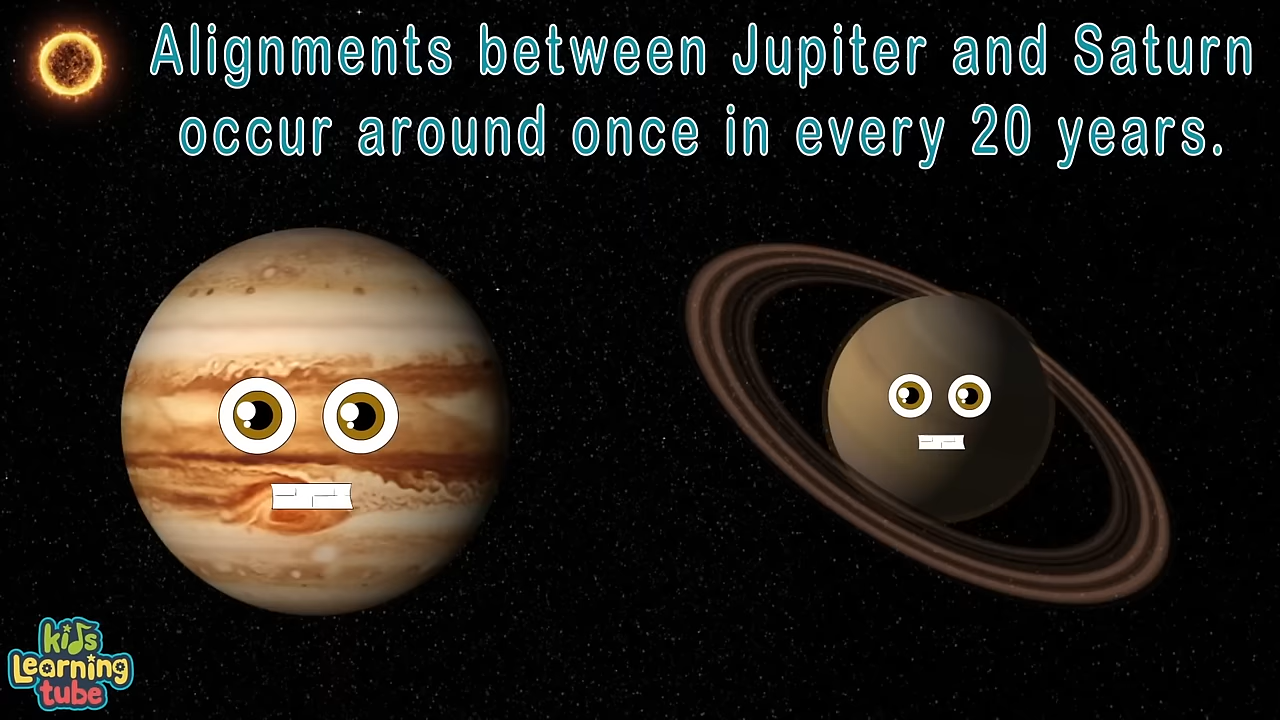 Alignments between Jupiter and Saturn
occur around once in every 20 years.
kids
Learning
tube